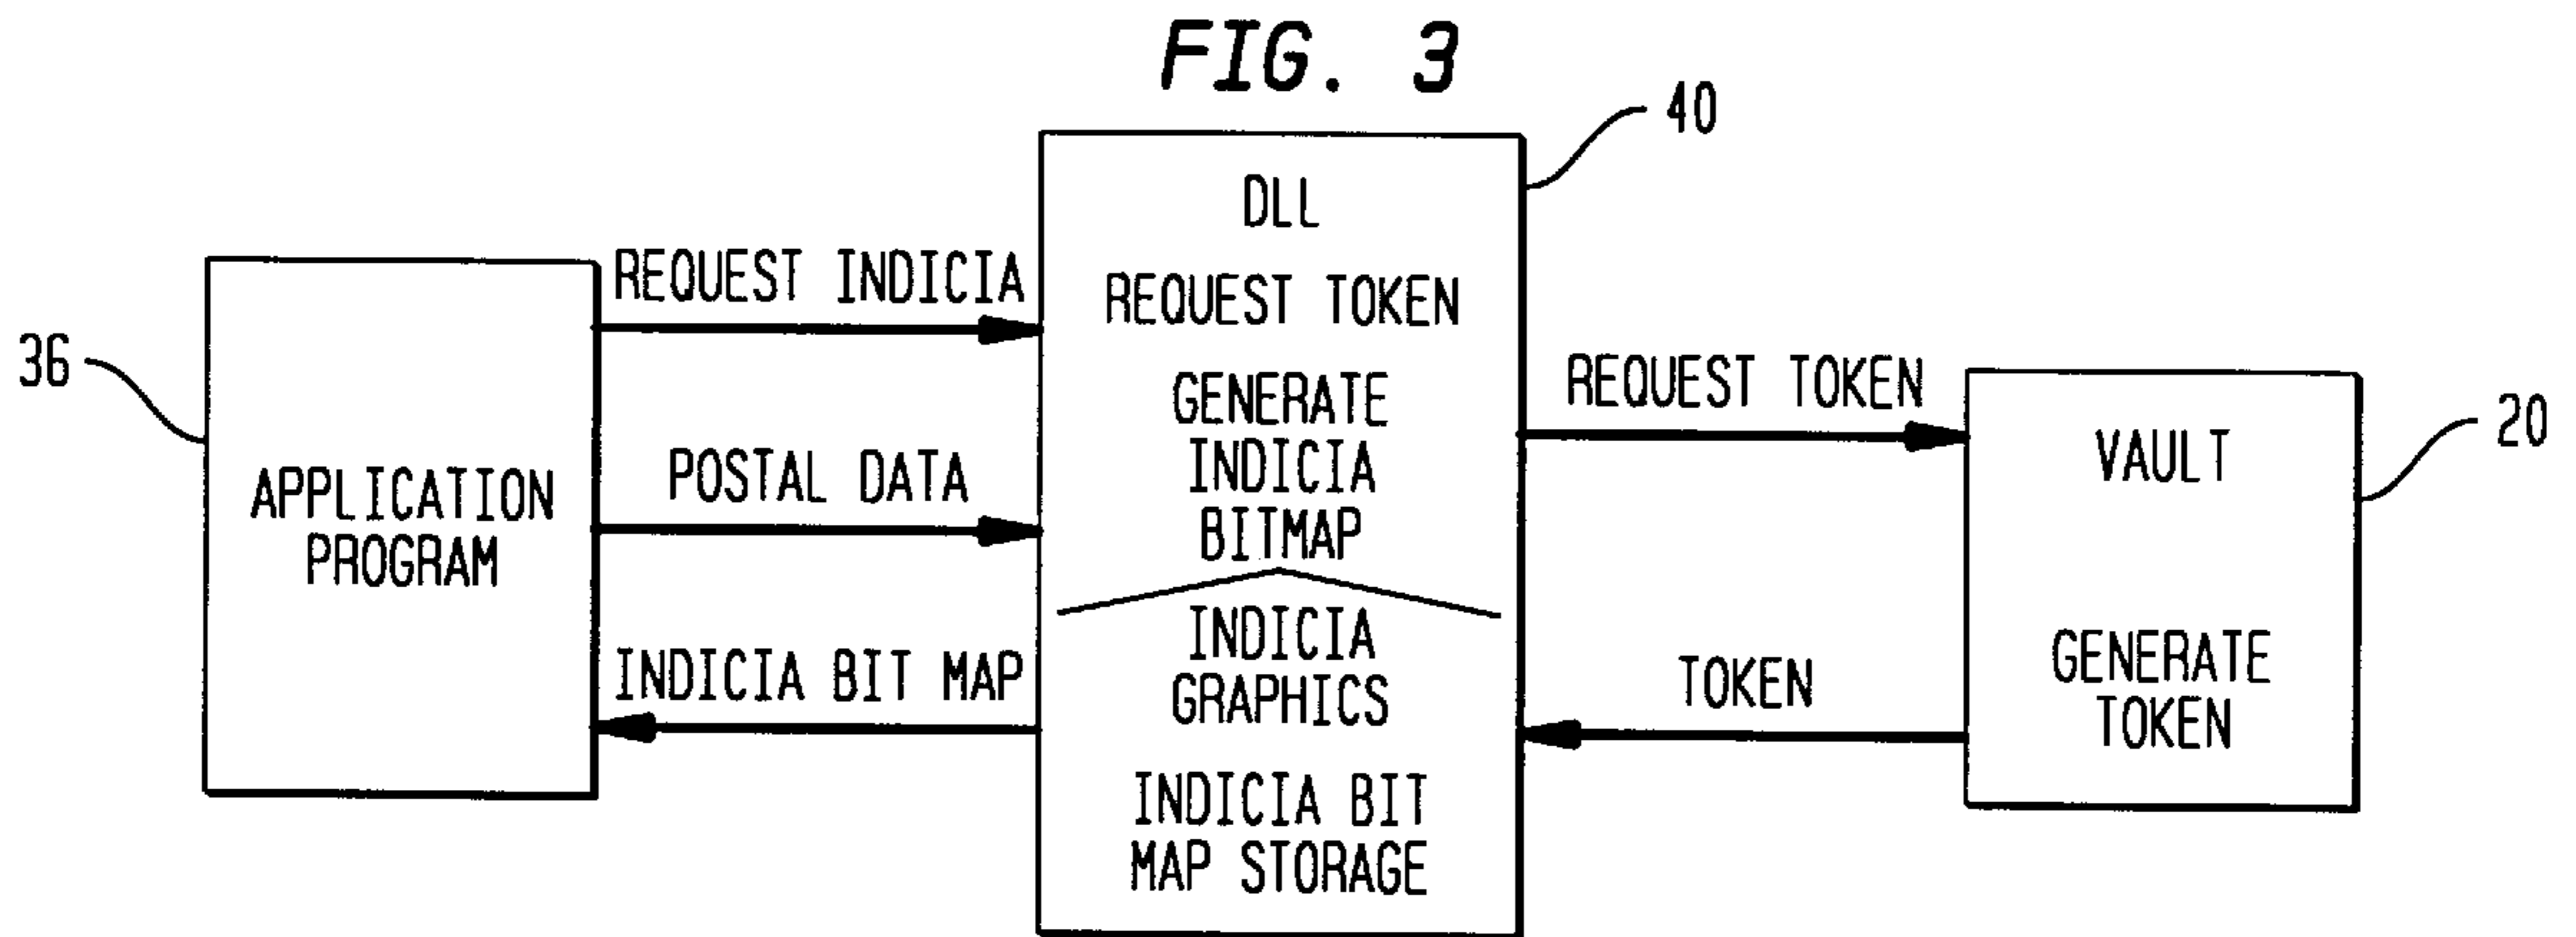 FIG. 3
40
36
20
APPLICATION
PROGRAM
REQUEST INDICIA
POSTAL DATA
INDICIA BIT MAP
DLL
REQUEST TOKEN
GENERATE
INDICIA
BITMAP
INDICIA
GRAPHICS
INDICIA BIT
MAP STORAGE
REQUEST TOKEN
TOKEN
VAULT
GENERATE
TOKEN